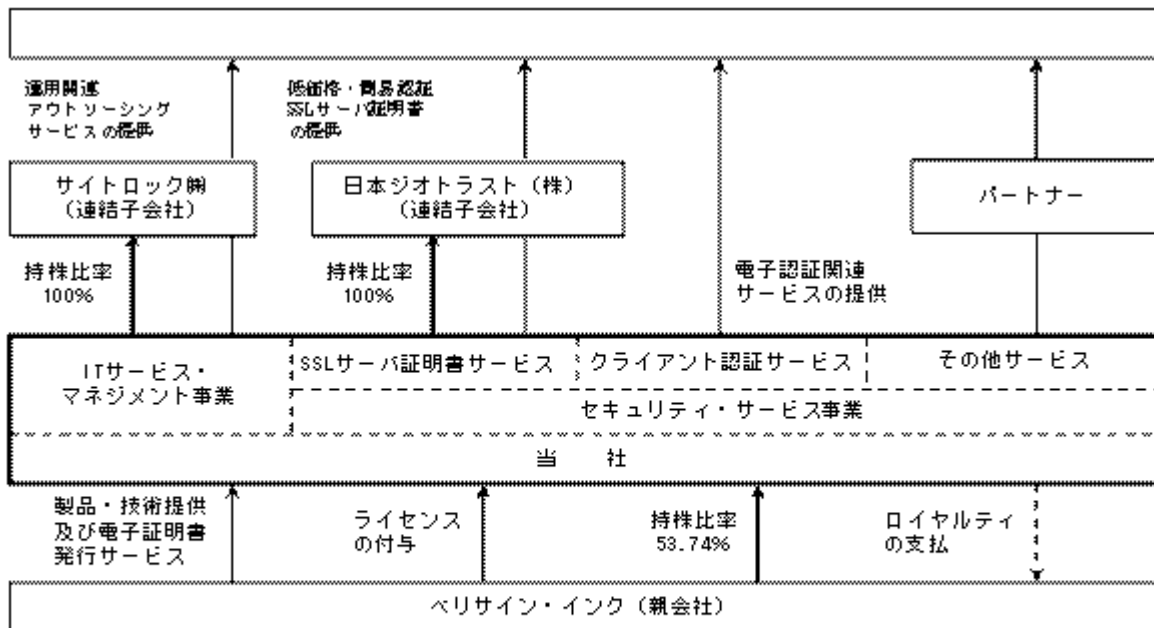 運用関連
アウトソーシング
サービスの提供
低価格・簡易認証
SSLサーバ証明書
の提供
サイトロック㈱
(連結子会社)
日本ジオトラスト(株)
(連結子会社)
パートナー
持株比率
100%
持株比率
100%
電子認証関連
サービスの提供
ITサービス・
マネジメント事業
SSLサーバ証明書サービス
クライアント認証サービス
その他サービス
セキュリティ・サービス事業
当 社
製品・技術提供
及び電子証明書
発行サービス
ライセンス
の付与
持株比率
53.74%
ロイヤルティ
の支払
ベリサイン・インク(親会社)